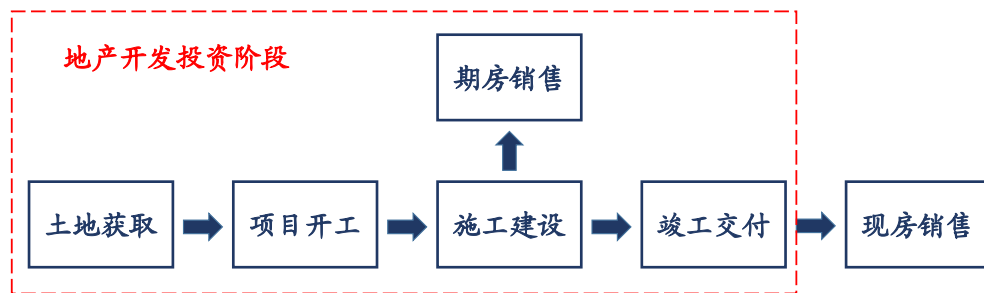 地产开发投资阶段
期房销售
土地获取
项目开工
施工建设
竣工交付
现房销售